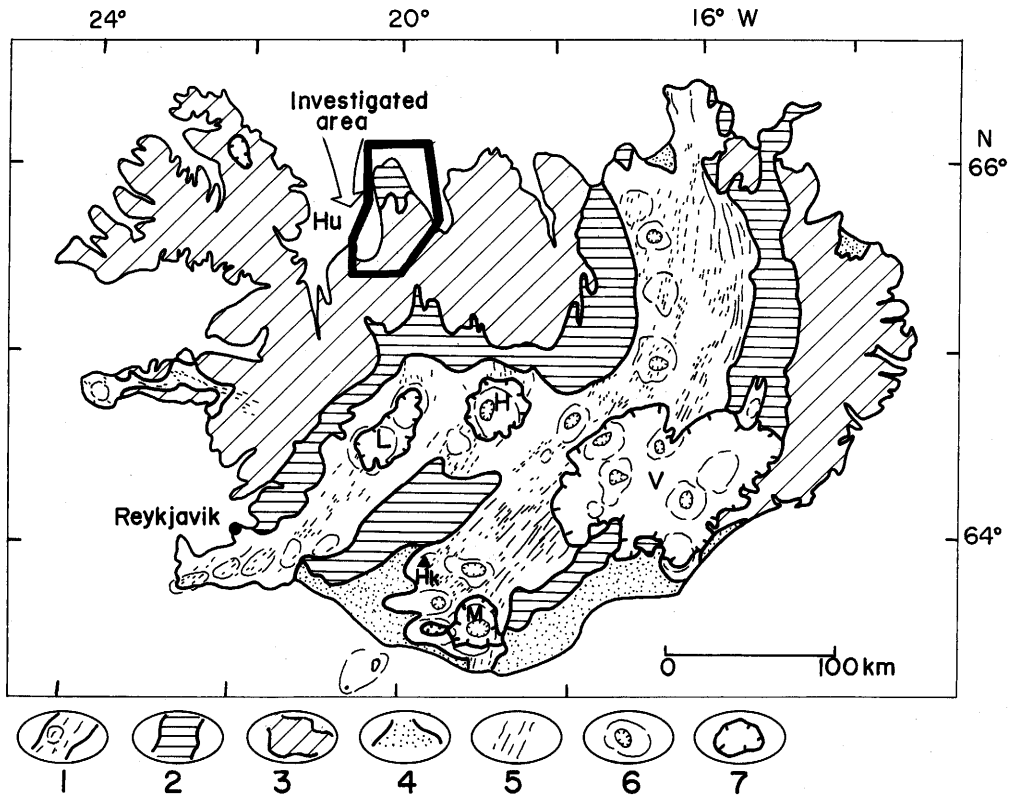 24° 20° 16° W
Investigated
area
N
66°
Hu
H
L
V
Reykjavik
64°
Hk
M
0 100km
1 2 3 4 5 6 7